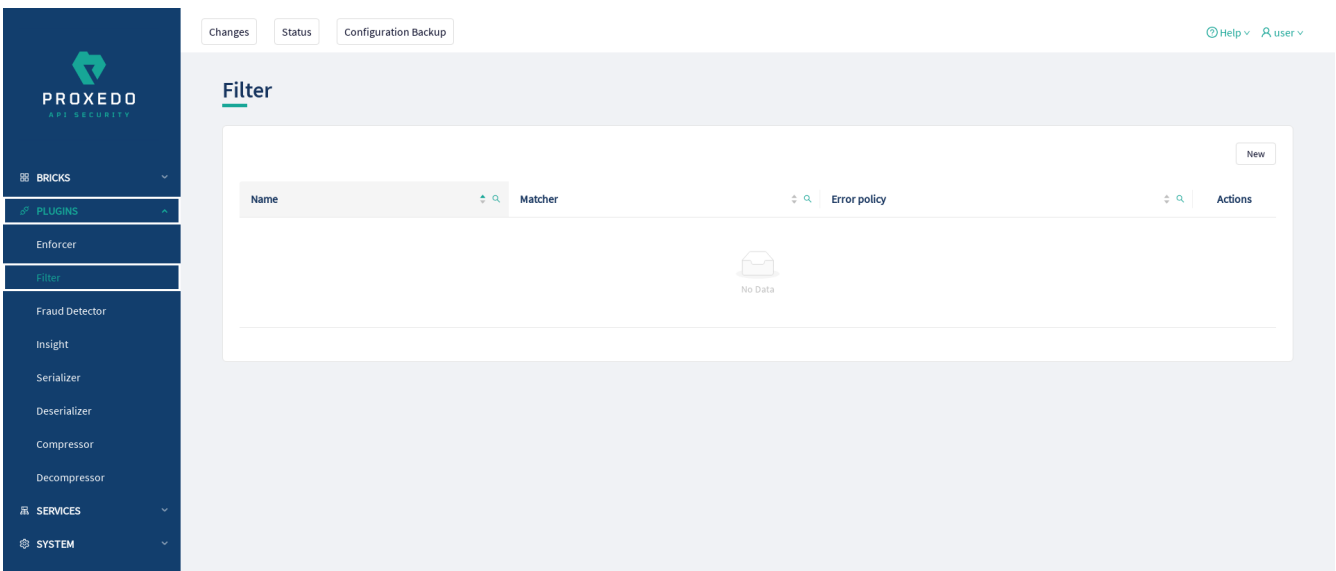 PROXEDO
API SECURITY
BRICKS
PLUGINS
Enforcer
Filter
Fraud Detector
Insight
Serializer
Deserializer
Compressor
Decompressor
SERVICES
SYSTEM
Changes Status Configuration Backup Help user
Filter
New
Name Matcher Error policy Actions
No Data